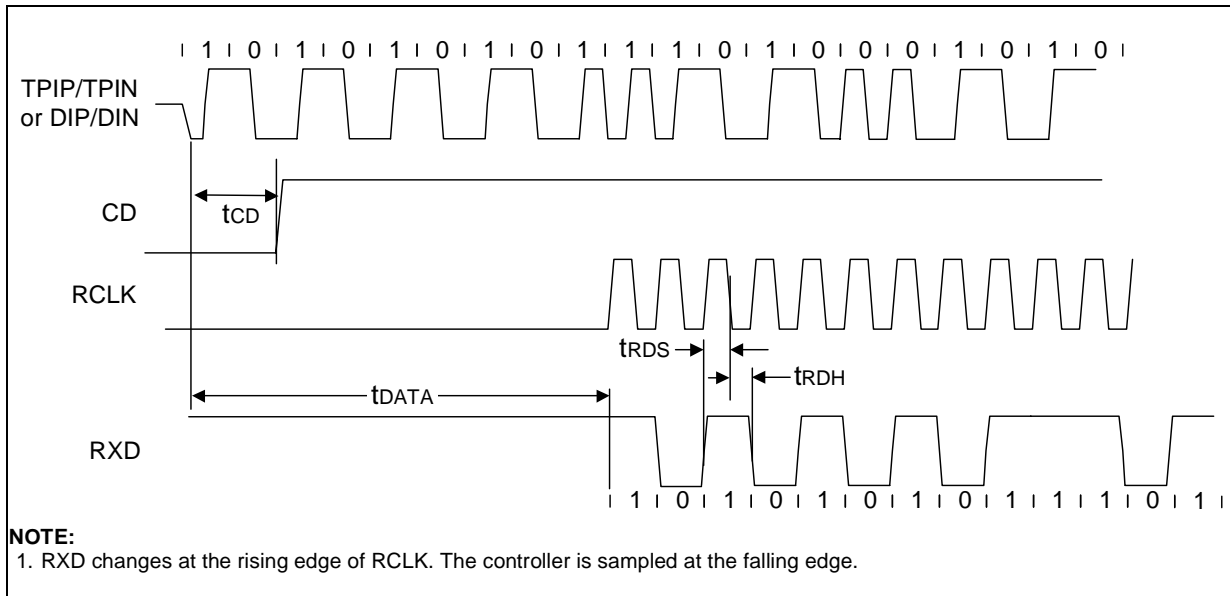 1 0 1 0 1 0 1 0 1 1 1 0 1 0 0 0 1 0 1 0
TPIP/TPIN
or DIP/DIN
CD
tCD
RCLK
tRDS
tRDH
tDATA
RXD
1 0 1 0 1 0 1 0 1 1 1 0 1
NOTE:
1. RXD changes at the rising edge of RCLK. The controller is sampled at the falling edge.